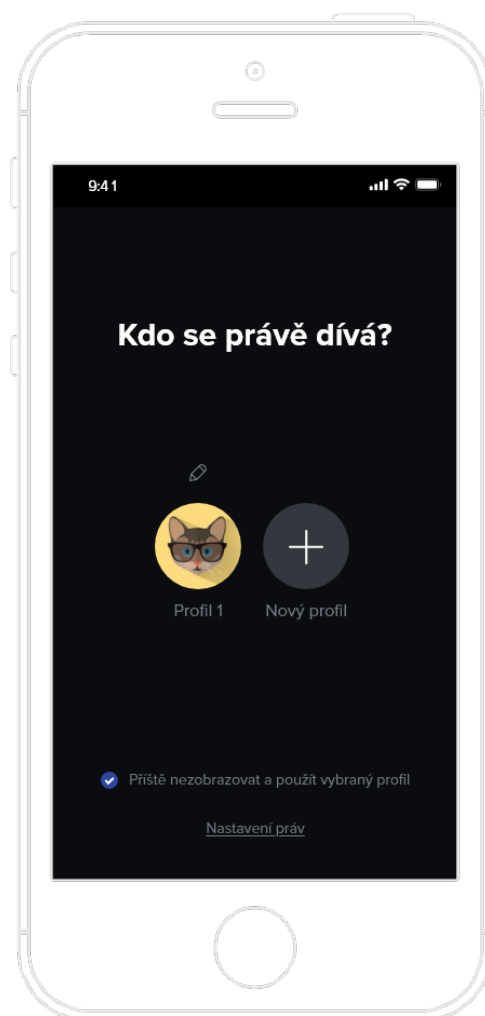 9:41
Kdo se právě dívá?
Profil 1
Nový profil
Příště nezobrazovat a použít vybraný profil
Nastavení práv